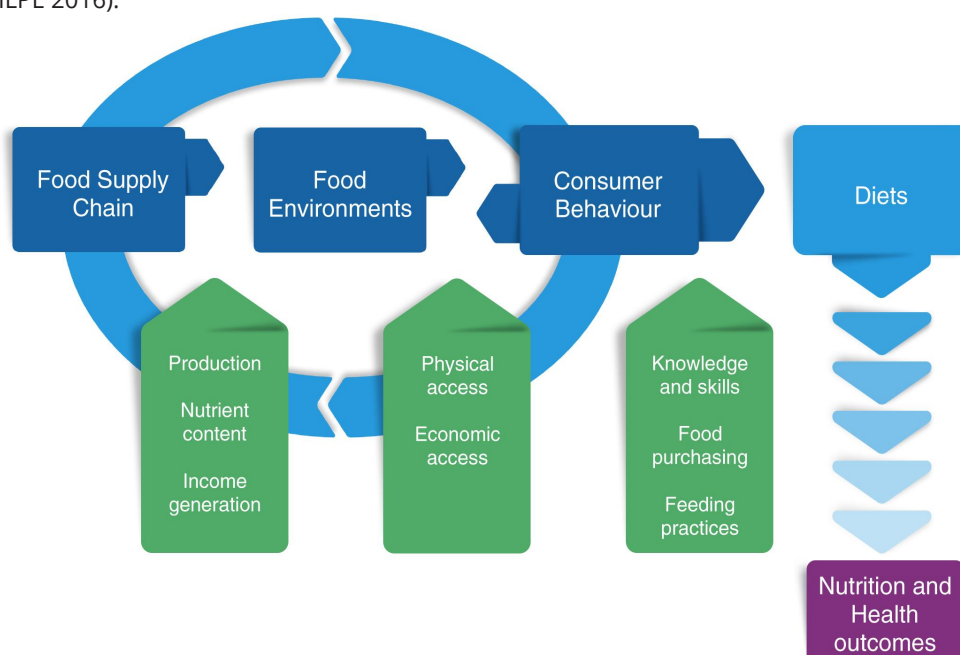 2016).
Food Supply
Chain
Food
Environments
Consumer
Behaviour
Diets
Production
Nutrient
content
Income
generation
Physical
access
Economic
access
Knowledge
and skills
Food
purchasing
Feeding
practices
Nutrition and
Health
outcomes